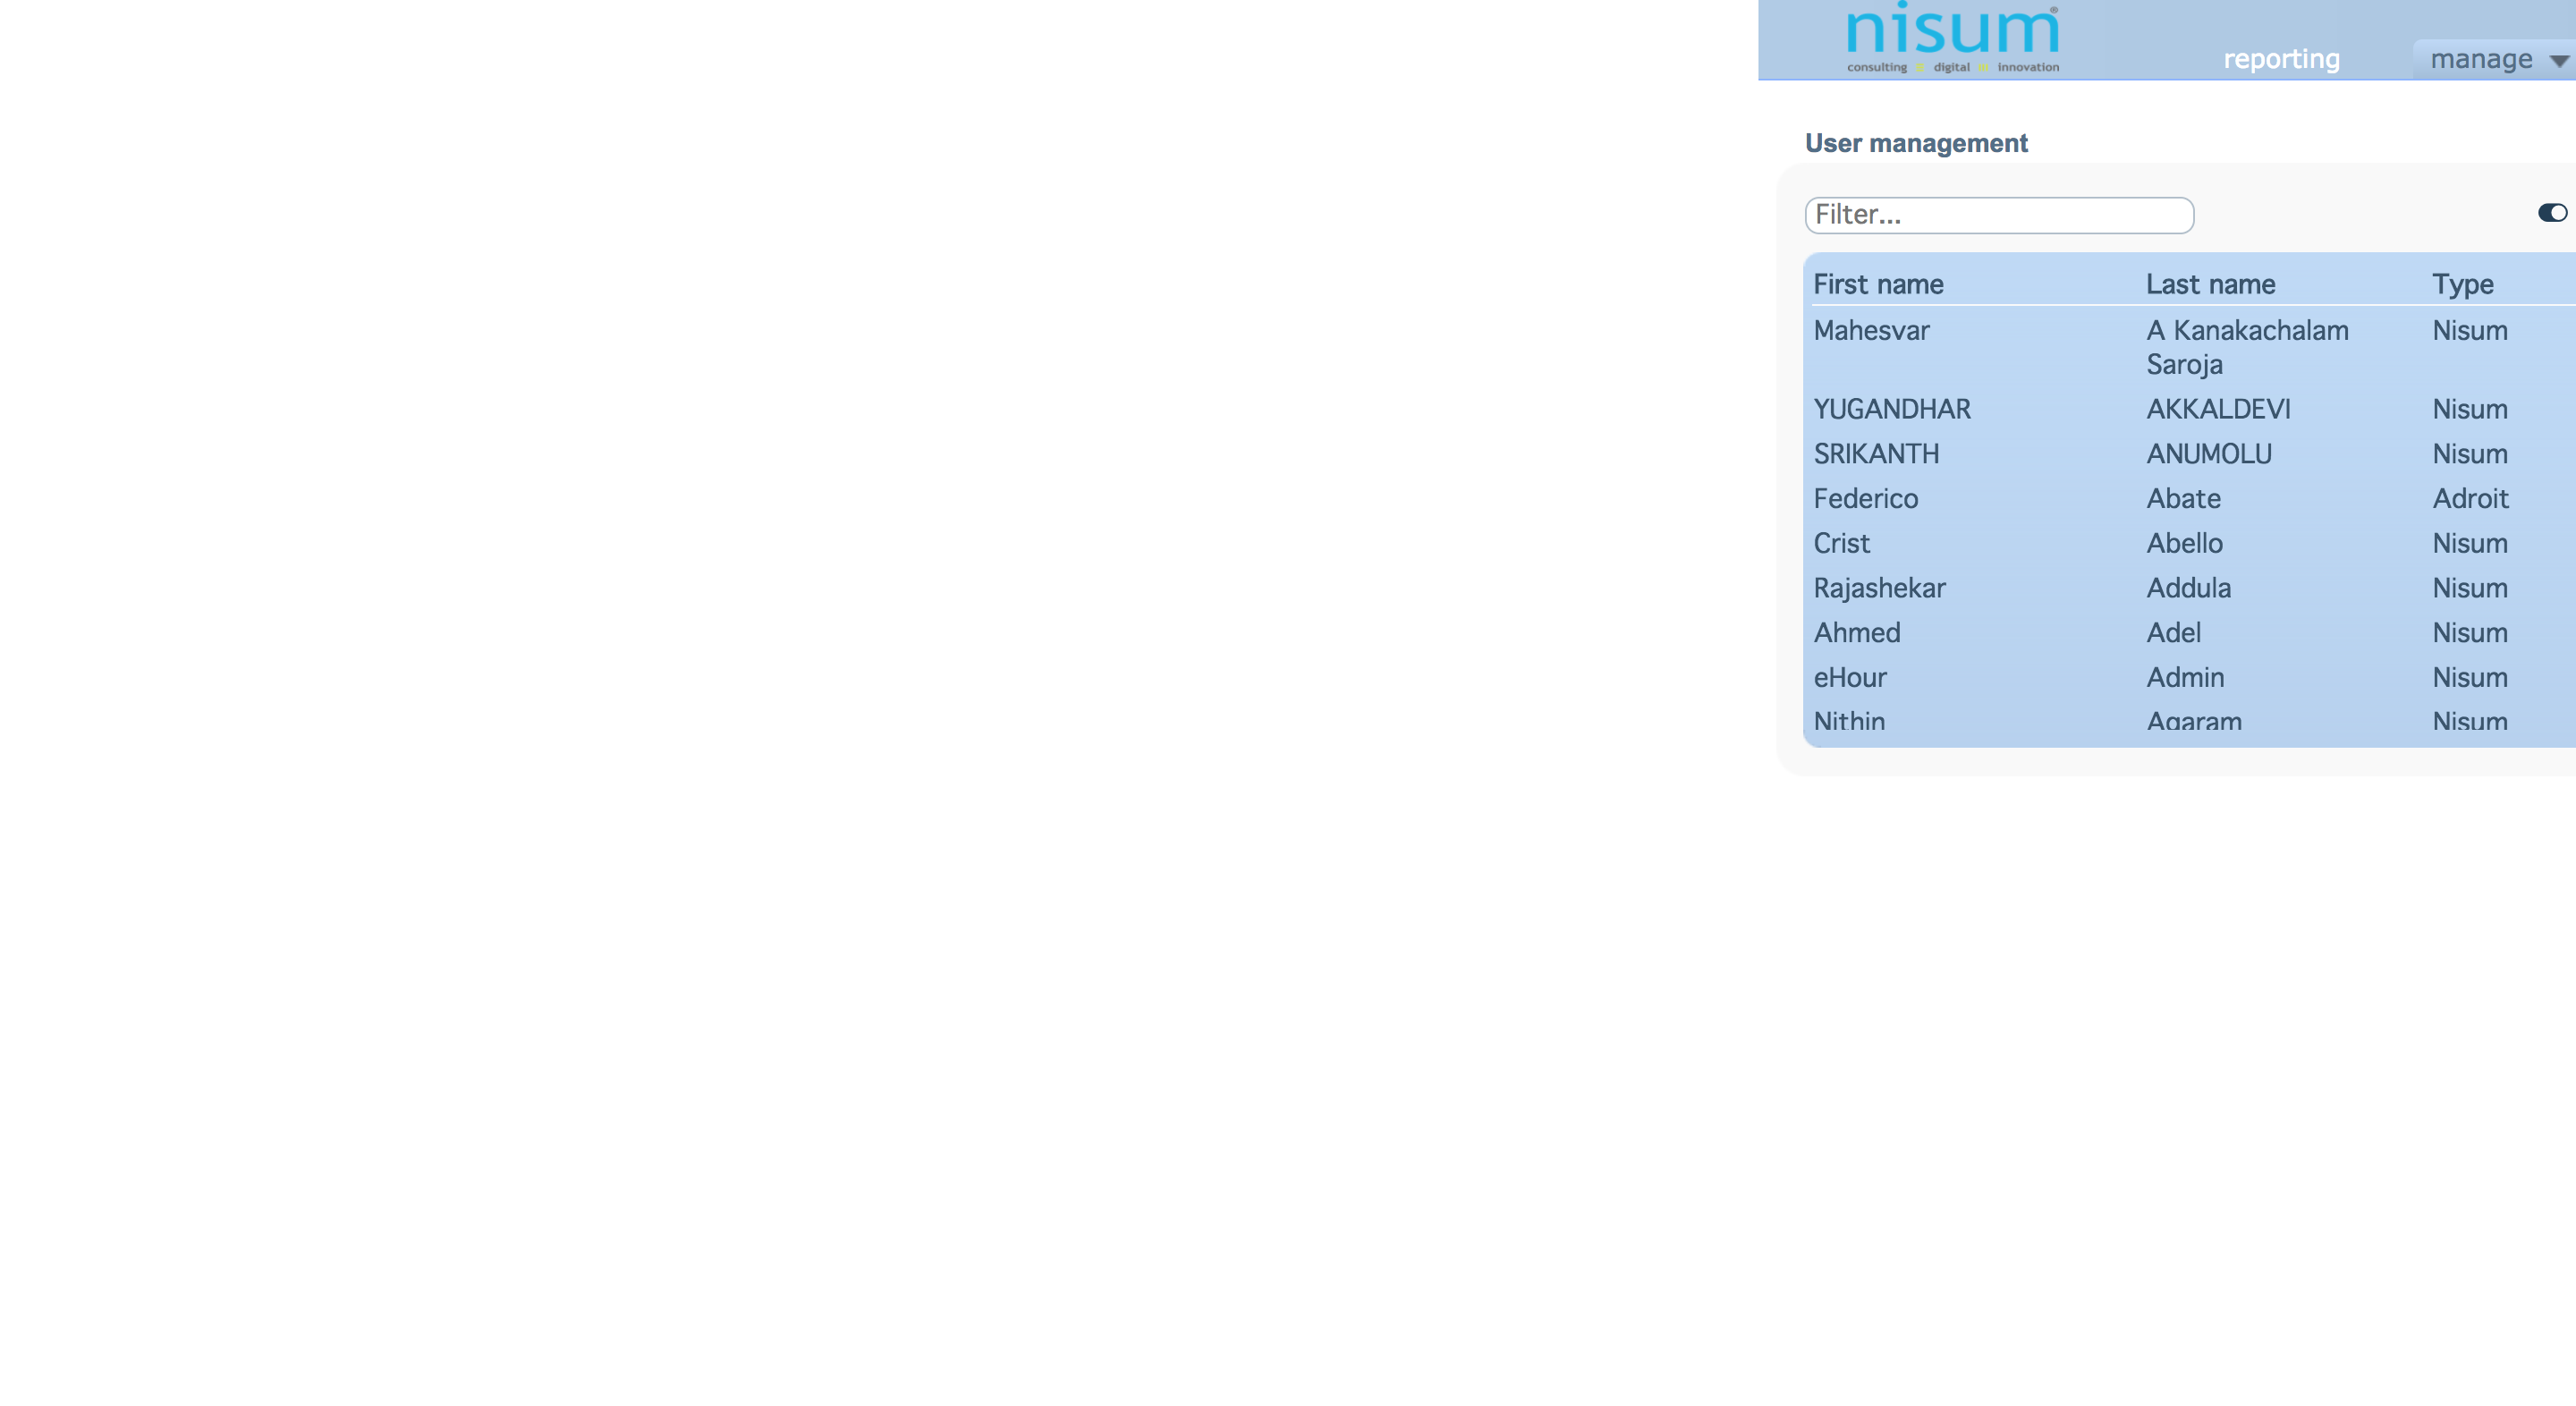 nisum®
consulting :: digital :: innovation
reporting
manage
User management
Filter...
First name Last name Type
Mahesvar A Kanakachalam Nisum
Saroja
YUGANDHAR AKKALDEVI Nisum
SRIKANTH ANUMOLU Nisum
Federico Abate Adroit
Crist Abello Nisum
Rajashekar Addula Nisum
Ahmed Adel Nisum
eHour Admin Nisum
Nithin Agaram Nisum